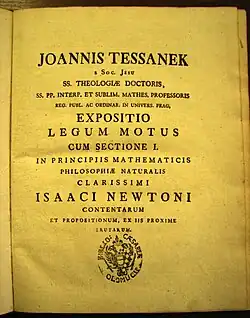 JOANNIS TESSANEK
e Soc. Jesu
SS. THEOLOGIÆ DOCTORIS,
SS. PP. INTERP. ET SUBLIM. MATHES. PROFESSORIS
REG. PUBL. AC ORDINAR. IN UNIVERS. PRAG,
EXPOSITIO
LEGUM MOTUS
CUM SECTIONE I.
IN PRINCIPIIS MATHEMATICIS
PHILOSOPHIÆ NATURALIS
CLARISSIMI
ISAACI NEWTONI
CONTENTARUM
ET PROPOSITIONUM, EX IIS PROXIME
ERUTARUM.
OLOMUCII